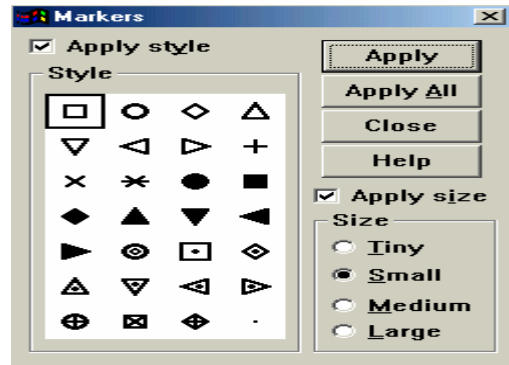 Markers
Apply style
Style
Apply
Apply All
Close
Help
Apply size
Size
Tiny
Small
Medium
Large